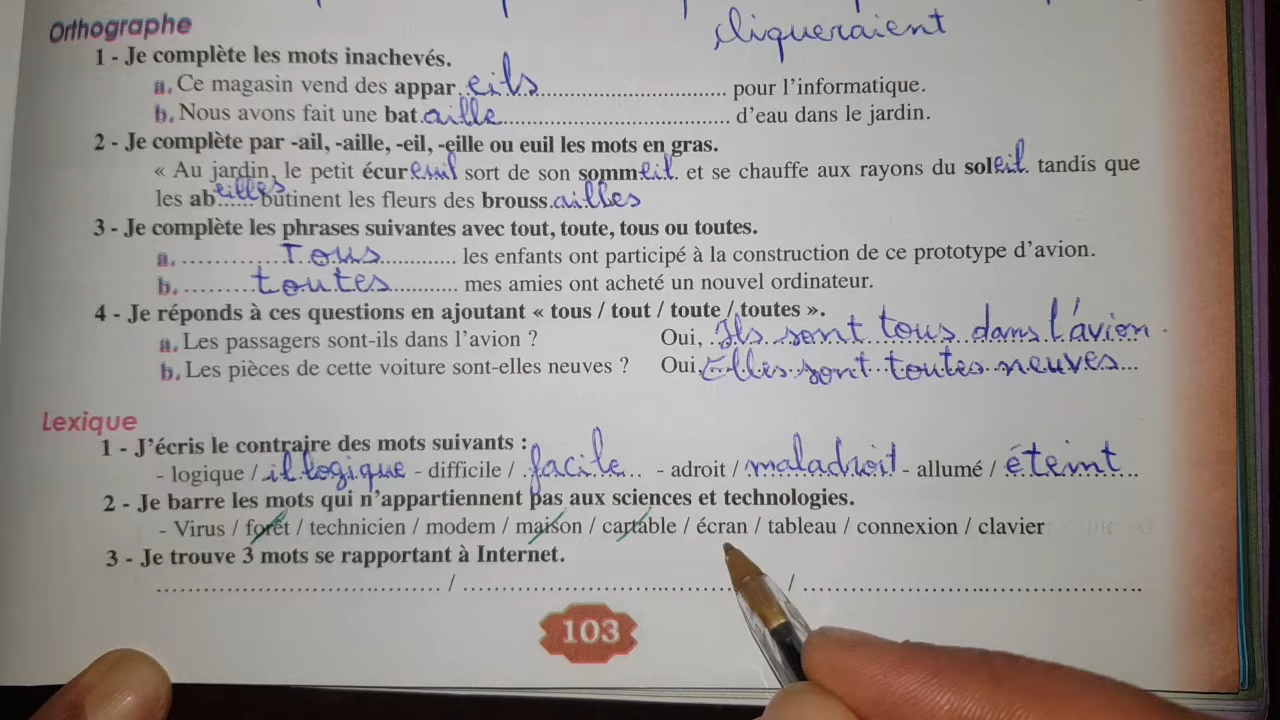 Orthographe
cliqueraient
1 - Je complète les mots inachevés.
a. Ce magasin vend des appar eils pour l'informatique.
b. Nous avons fait une bat aille d'eau dans le jardin.
2 - Je complète par -ail, -aille, -eil, -eille ou euil les mots en gras.
« Au jardin, le petit écureuil sort de son sommeil. et se chauffe aux rayons du soleil. tandis que
les abeilles butinent les fleurs des brouss.ailles
3 - Je complète les phrases suivantes avec tout, toute, tous ou toutes.
a. Tous les enfants ont participé à la construction de ce prototype d'avion.
b. toutes mes amies ont acheté un nouvel ordinateur.
4 - Je réponds à ces questions en ajoutant « tous / tout / toute / toutes ».
a. Les passagers sont-ils dans l'avion ? Oui, Ils sont tous dans l'avion.
b. Les pièces de cette voiture sont-elles neuves ? Oui, Elles sont toutes neuves...
Lexique
1 - J'écris le contraire des mots suivants :
- logique / illogique - difficile / facile - adroit / maladroit - allumé / éteint
2 - Je barre les mots qui n'appartiennent pas aux sciences et technologies.
- Virus / forêt / technicien / modem / maison / cartable / écran / tableau / connexion / clavier
3 - Je trouve 3 mots se rapportant à Internet.
/ /
103